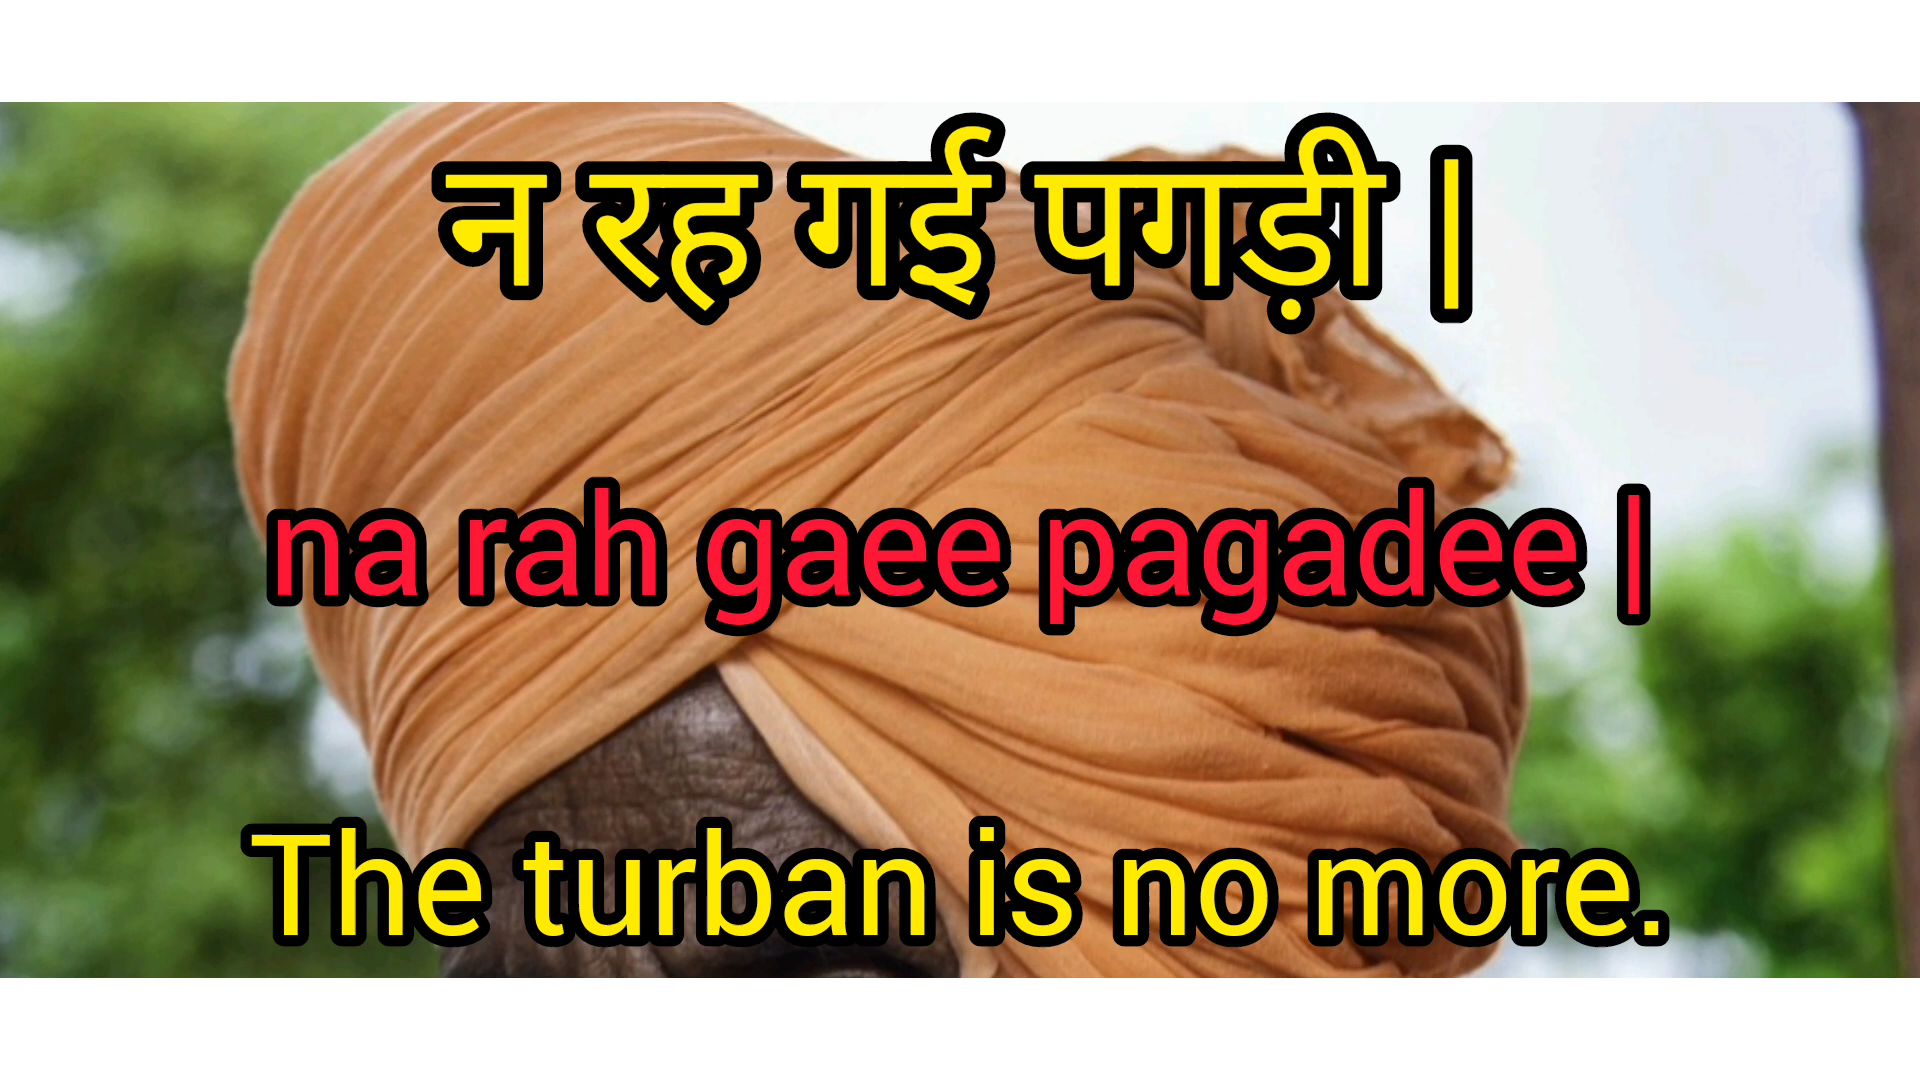 न रह गई पगड़ी |
na rah gaee pagadee |
The turban is no more.